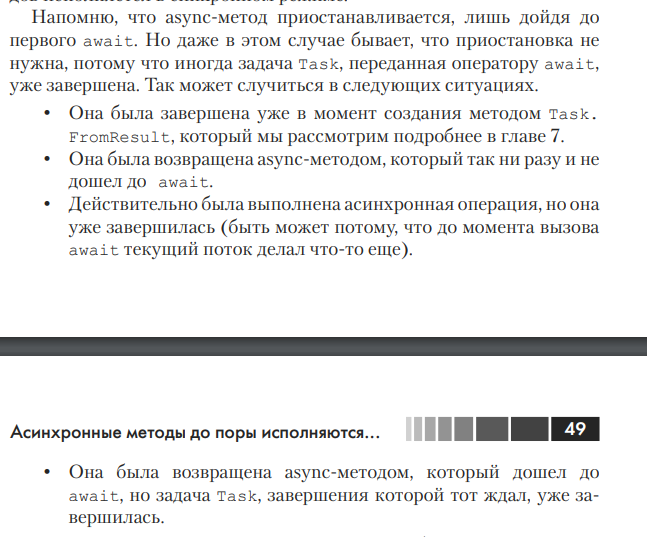 Напомню, что async-метод приостанавливается, лишь дойдя до
первого await. Но даже в этом случае бывает, что приостановка не
нужна, потому что иногда задача Task, переданная оператору await,
уже завершена. Так может случиться в следующих ситуациях.
• Она была завершена уже в момент создания методом Task.
FromResult, который мы рассмотрим подробнее в главе 7.
• Она была возвращена async-методом, который так ни разу и не
дошел до await.
• Действительно была выполнена асинхронная операция, но она
уже завершилась (быть может потому, что до момента вызова
await текущий поток делал что-то еще).
Асинхронные методы до поры исполняются... 49
• Она была возвращена async-методом, который дошел до
await, но задача Task, завершения которой тот ждал, уже за-
вершилась.